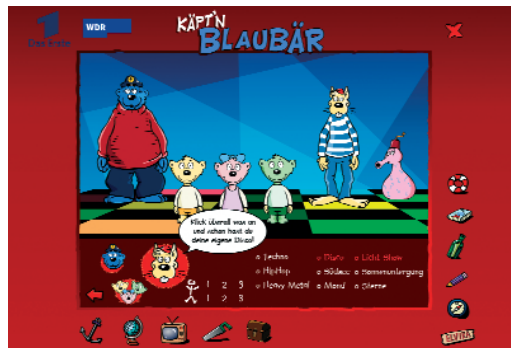 Das Erste
WDR
KÄPT'N
BLAUBÄR
Klick überall was an
und schon hast du
deine eigene Disco!
Techno
HipHop
Heavy Metal
Disco
Südsee
Mond
Licht Show
Sonnenuntergang
Sterne
1 2 3
1 2 3
ELVIRA